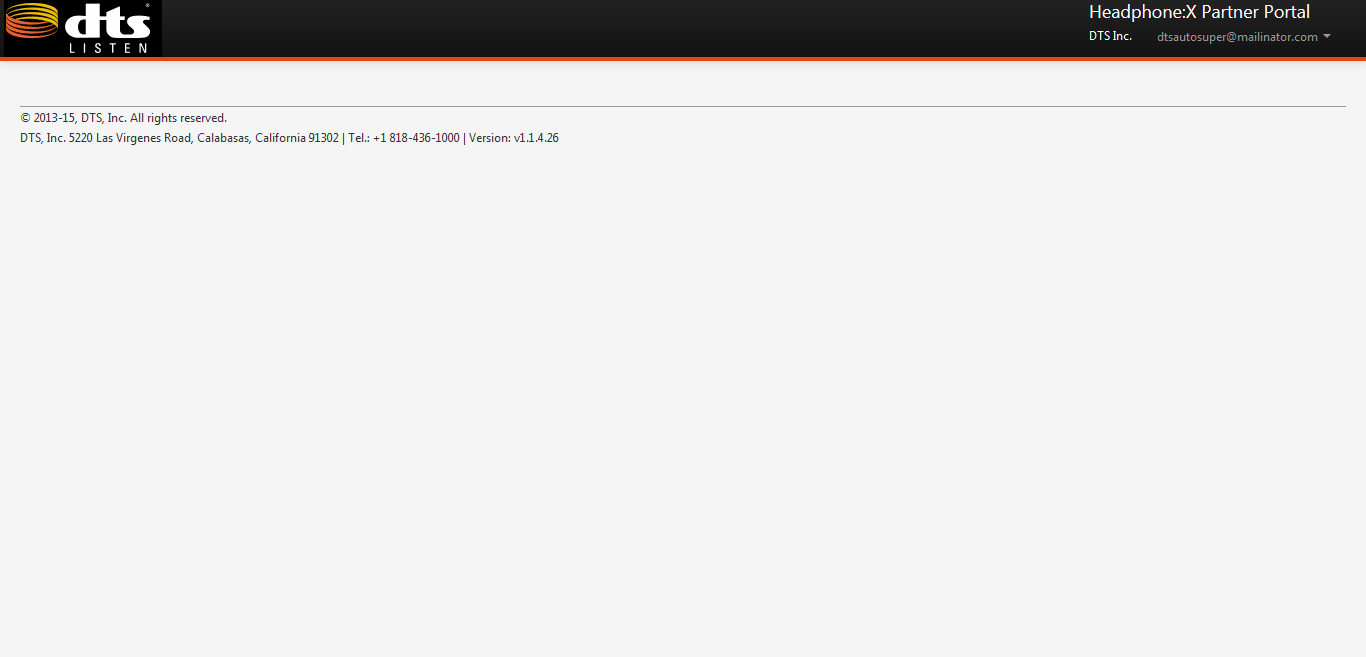 dts®
LISTEN
Headphone:X Partner Portal
DTS Inc. dtsautosuper@mailinator.com
© 2013-15, DTS, Inc. All rights reserved.
DTS, Inc. 5220 Las Virgenes Road, Calabasas, California 91302 | Tel.: +1 818-436-1000 | Version: v1.1.4.26